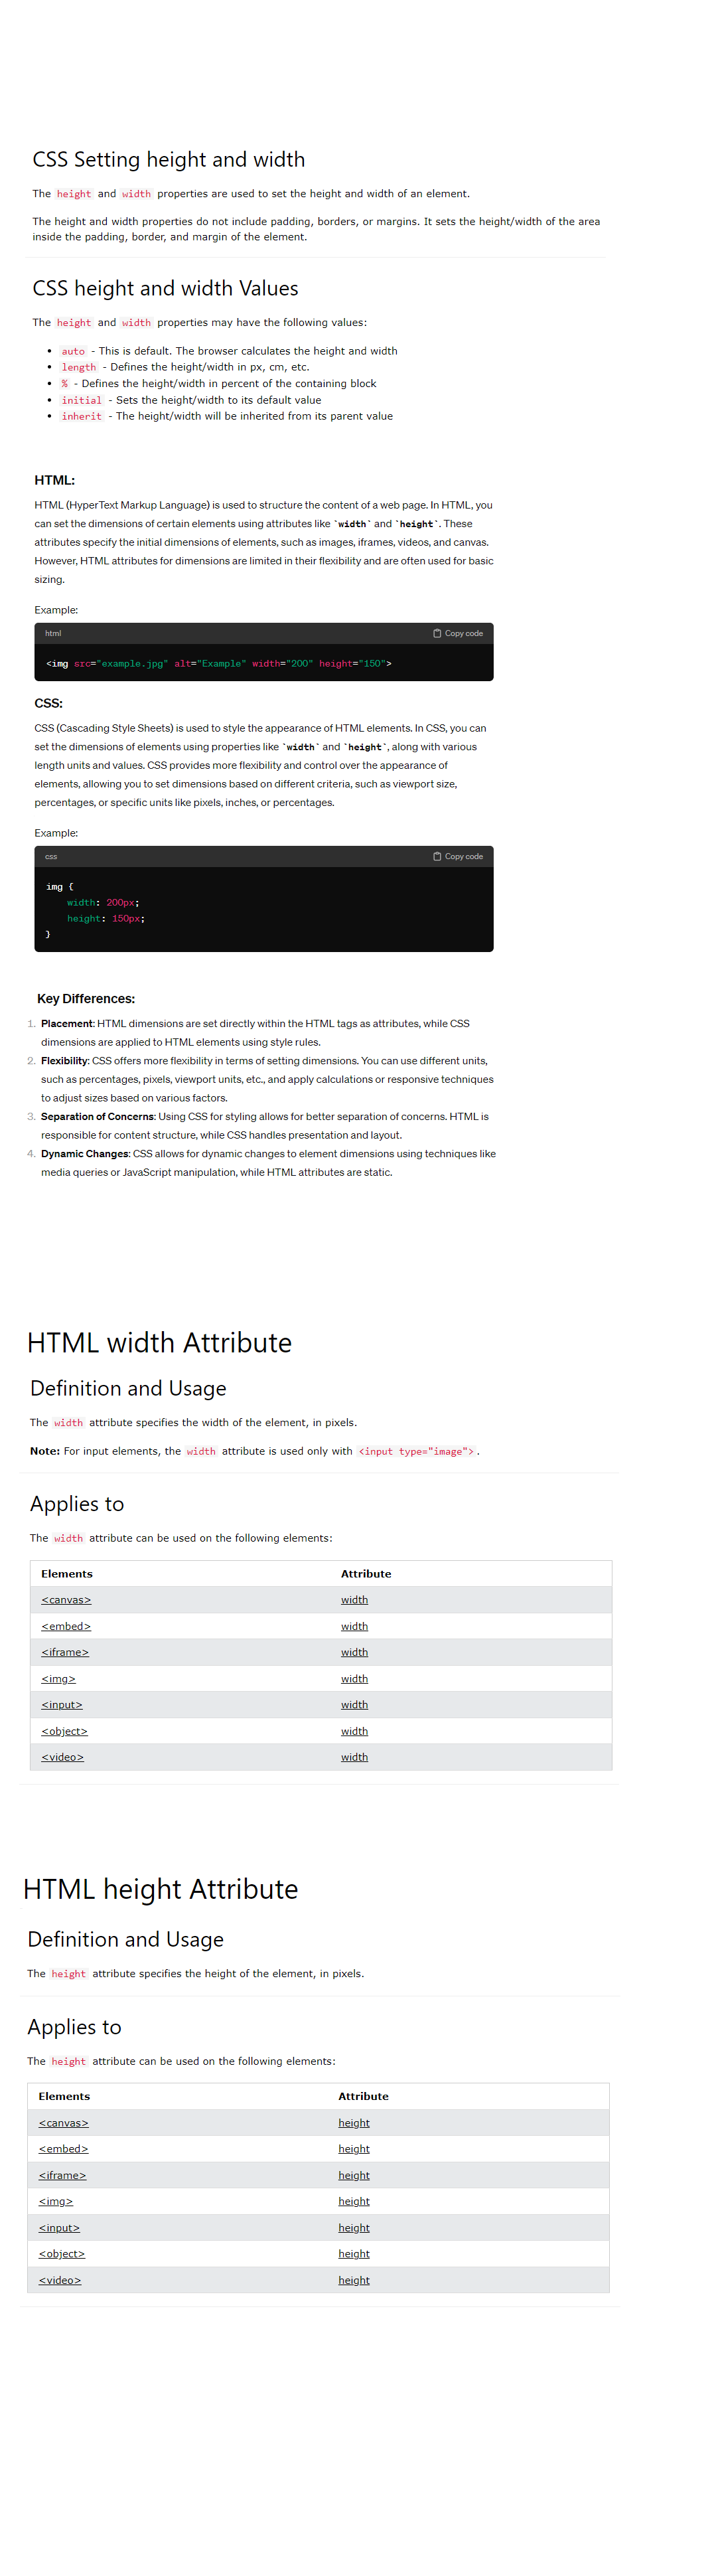 CSS Setting height and width
The height and width properties are used to set the height and width of an element.
The height and width properties do not include padding, borders, or margins. It sets the height/width of the area
inside the padding, border, and margin of the element.
CSS height and width Values
The height and width properties may have the following values:
• auto - This is default. The browser calculates the height and width
• length - Defines the height/width in px, cm, etc.
• % - Defines the height/width in percent of the containing block
• initial - Sets the height/width to its default value
• inherit - The height/width will be inherited from its parent value
HTML:
HTML (HyperText Markup Language) is used to structure the content of a web page. In HTML, you
can set the dimensions of certain elements using attributes like `width` and `height`. These
attributes specify the initial dimensions of elements, such as images, iframes, videos, and canvas.
However, HTML attributes for dimensions are limited in their flexibility and are often used for basic
sizing.
Example:
html Copy code
<img src="example.jpg" alt="Example" width="200" height="150">
CSS:
CSS (Cascading Style Sheets) is used to style the appearance of HTML elements. In CSS, you can
set the dimensions of elements using properties like `width` and `height`, along with various
length units and values. CSS provides more flexibility and control over the appearance of
elements, allowing you to set dimensions based on different criteria, such as viewport size,
percentages, or specific units like pixels, inches, or percentages.
Example:
css Copy code
img {
width: 200px;
height: 150px;
}
Key Differences:
1. Placement: HTML dimensions are set directly within the HTML tags as attributes, while CSS
dimensions are applied to HTML elements using style rules.
2. Flexibility: CSS offers more flexibility in terms of setting dimensions. You can use different units,
such as percentages, pixels, viewport units, etc., and apply calculations or responsive techniques
to adjust sizes based on various factors.
3. Separation of Concerns: Using CSS for styling allows for better separation of concerns. HTML is
responsible for content structure, while CSS handles presentation and layout.
4. Dynamic Changes: CSS allows for dynamic changes to element dimensions using techniques like
media queries or JavaScript manipulation, while HTML attributes are static.
HTML width Attribute
Definition and Usage
The width attribute specifies the width of the element, in pixels.
Note: For input elements, the width attribute is used only with <input type="image">.
Applies to
The width attribute can be used on the following elements:
Elements Attribute
<canvas> width
<embed> width
<iframe> width
<img> width
<input> width
<object> width
<video> width
HTML height Attribute
Definition and Usage
The height attribute specifies the height of the element, in pixels.
Applies to
The height attribute can be used on the following elements:
Elements Attribute
<canvas> height
<embed> height
<iframe> height
<img> height
<input> height
<object> height
<video> height